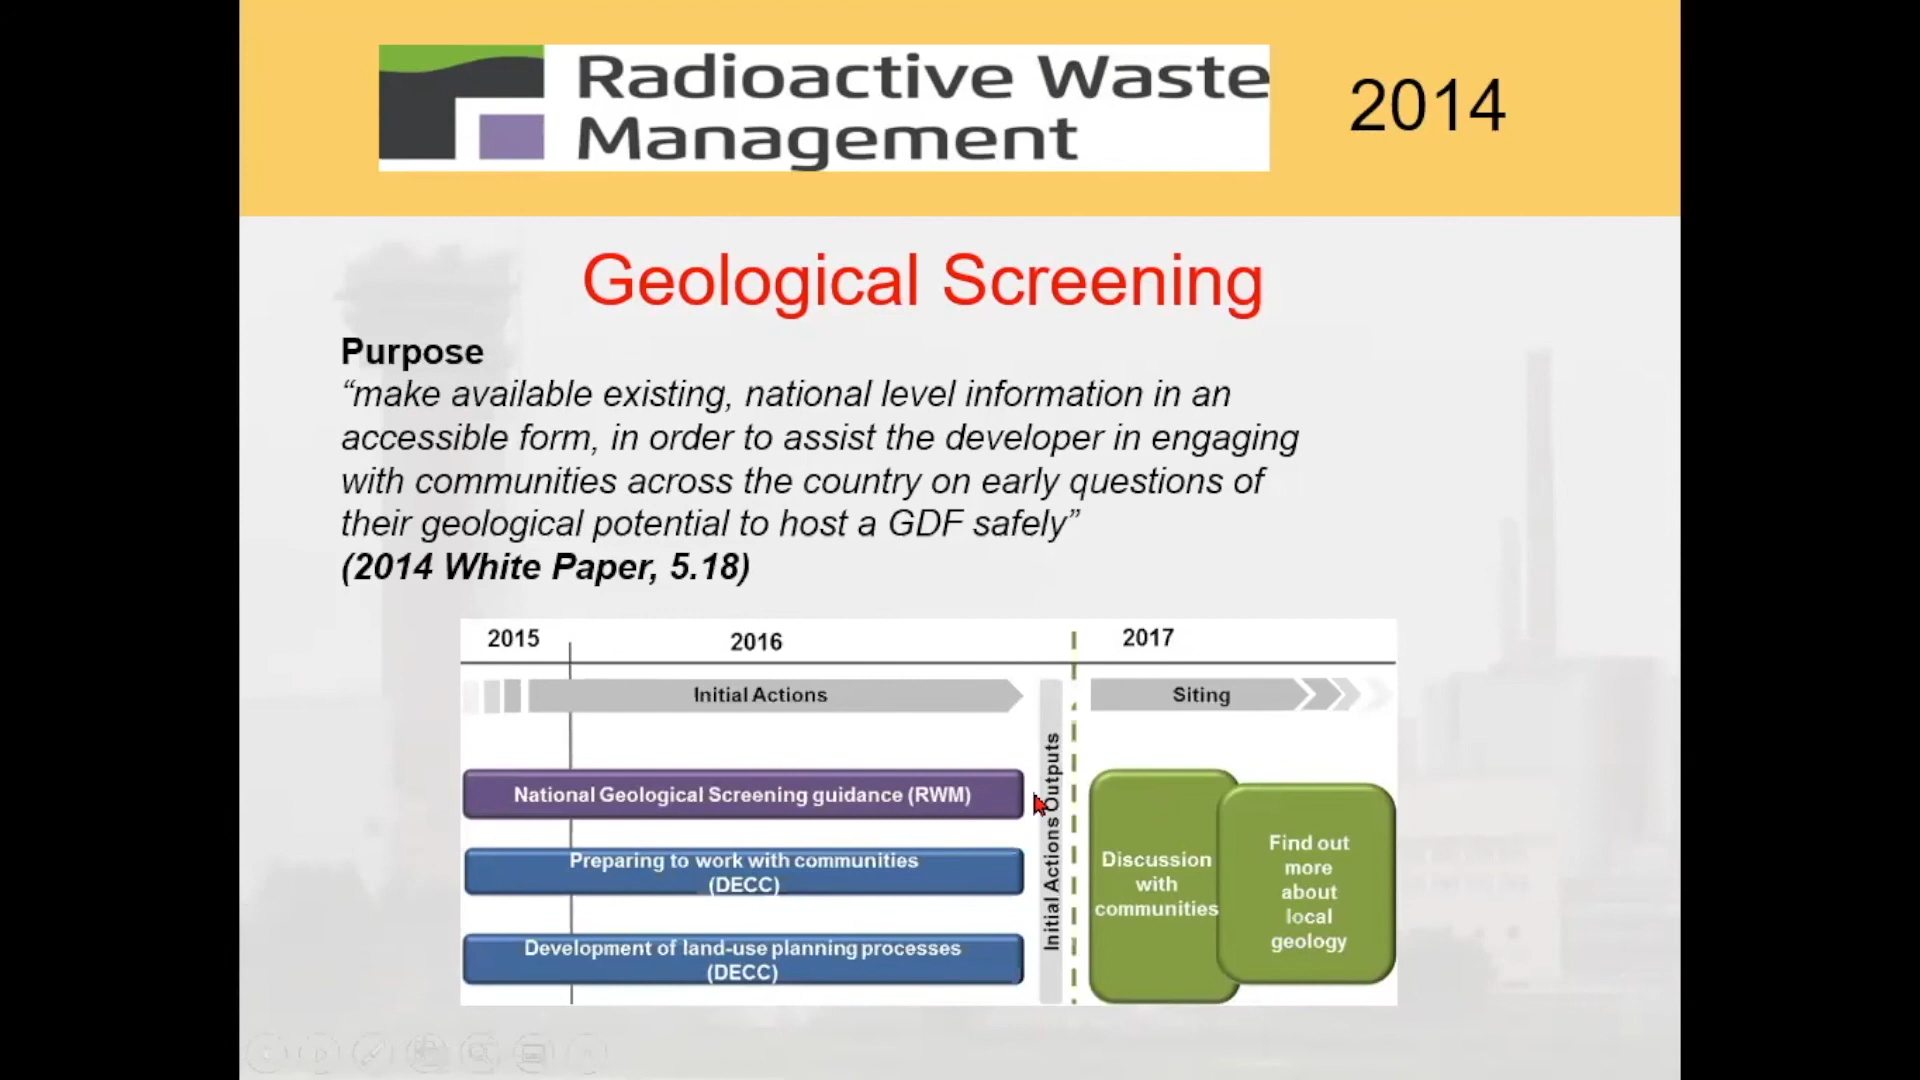 Radioactive Waste
Management
2014
Geological Screening
Purpose
“make available existing, national level information in an
accessible form, in order to assist the developer in engaging
with communities across the country on early questions of
their geological potential to host a GDF safely”
(2014 White Paper, 5.18)
2015
2016
2017
Initial Actions
Siting
National Geological Screening guidance (RWM)
Preparing to work with communities
(DECC)
Development of land-use planning processes
(DECC)
Initial Actions Outputs
Discussion
with
communities
Find out
more
about
local
geology